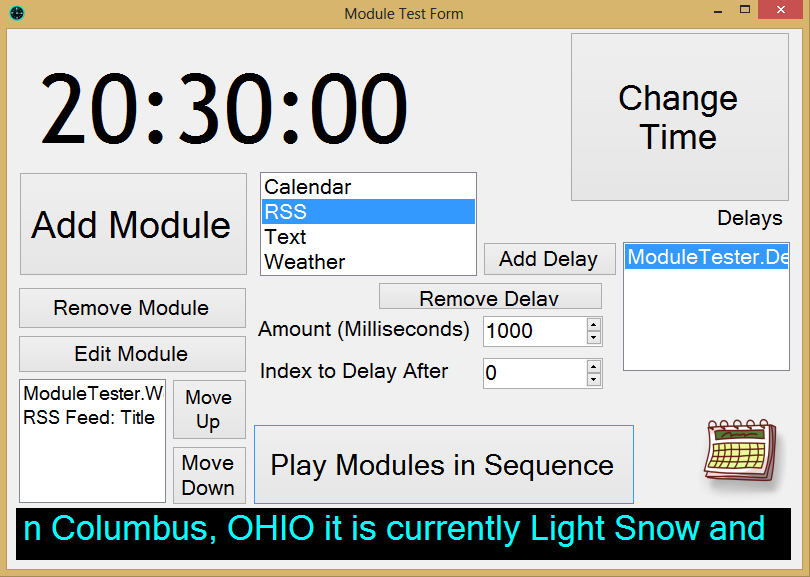 Module Test Form
20:30:00
Change
Time
Add Module
Calendar
RSS
Text
Weather
Delays
Add Delay
ModuleTester.De
Remove Module
Remove Delay
Amount (Milliseconds)
1000
Edit Module
Index to Delay After
0
ModuleTester.W
RSS Feed: Title
Move
Up
Move
Down
Play Modules in Sequence
n Columbus, OHIO it is currently Light Snow and